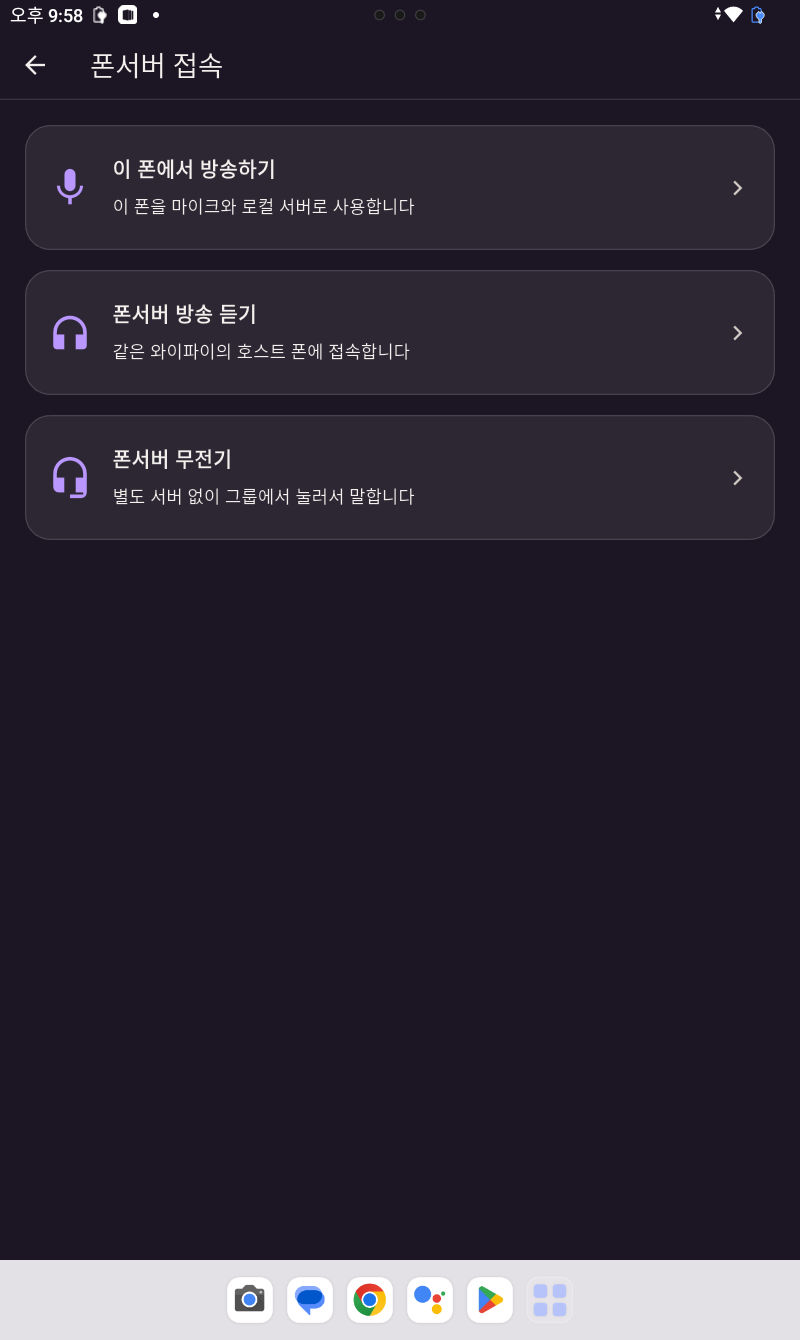 오후 9:58
폰서버 접속
이 폰에서 방송하기
이 폰을 마이크와 로컬 서버로 사용합니다
폰서버 방송 듣기
같은 와이파이의 호스트 폰에 접속합니다
폰서버 무전기
별도 서버 없이 그룹에서 눌러서 말합니다